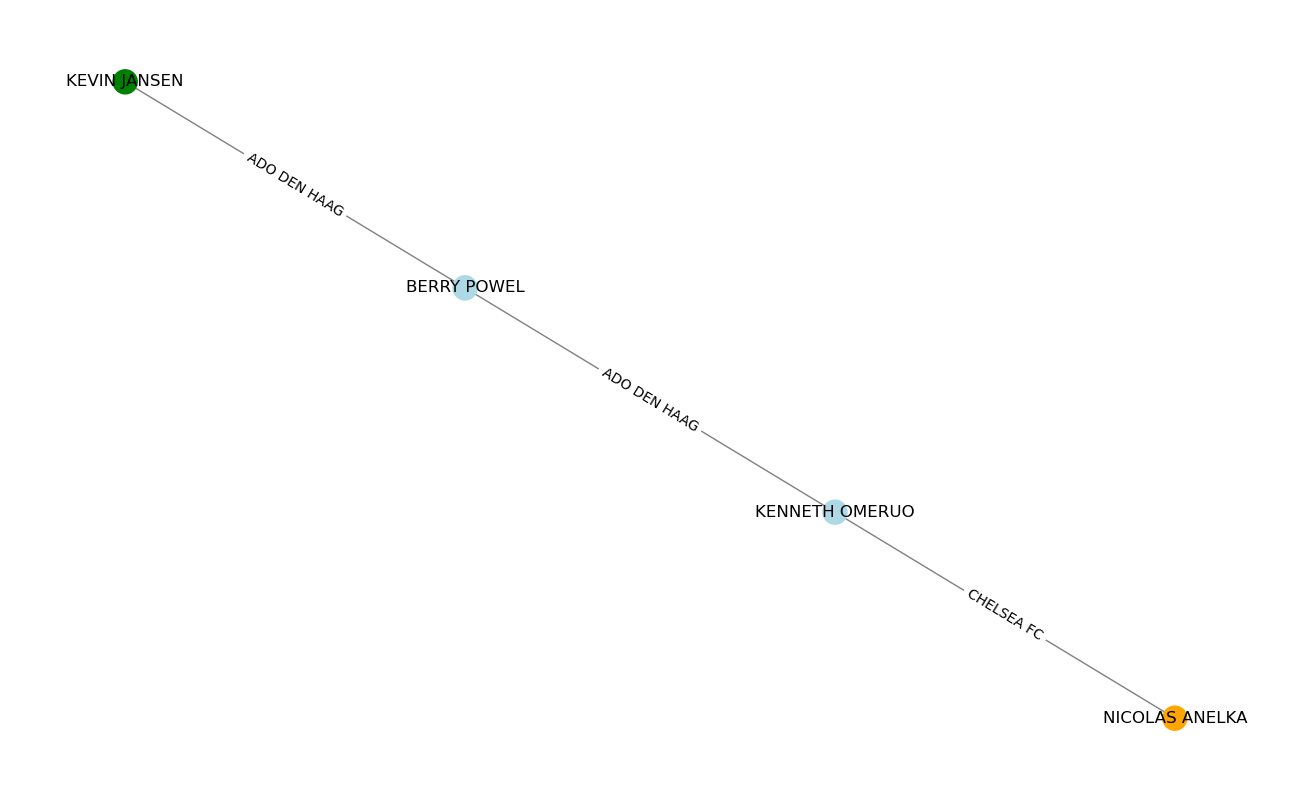 KEVIN JANSEN
ADO DEN HAAG
BERRY POWEL
ADO DEN HAAG
KENNETH OMERUO
CHELSEA FC
NICOLAS ANELKA